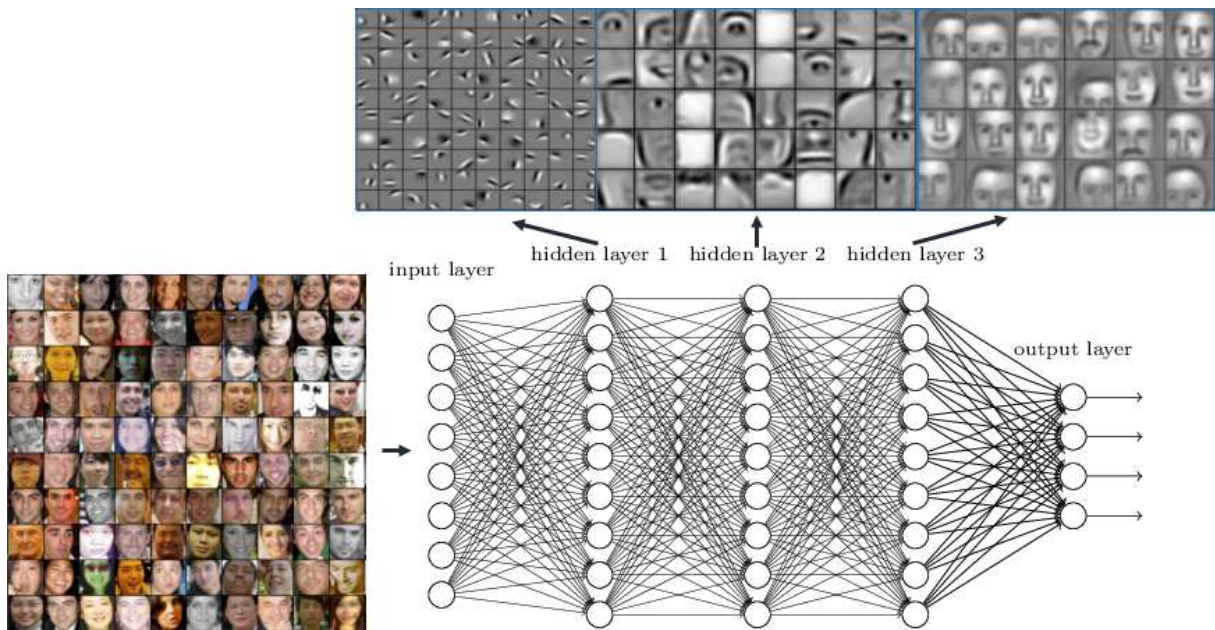 hidden layer 1
hidden layer 2
hidden layer 3
input layer
output layer